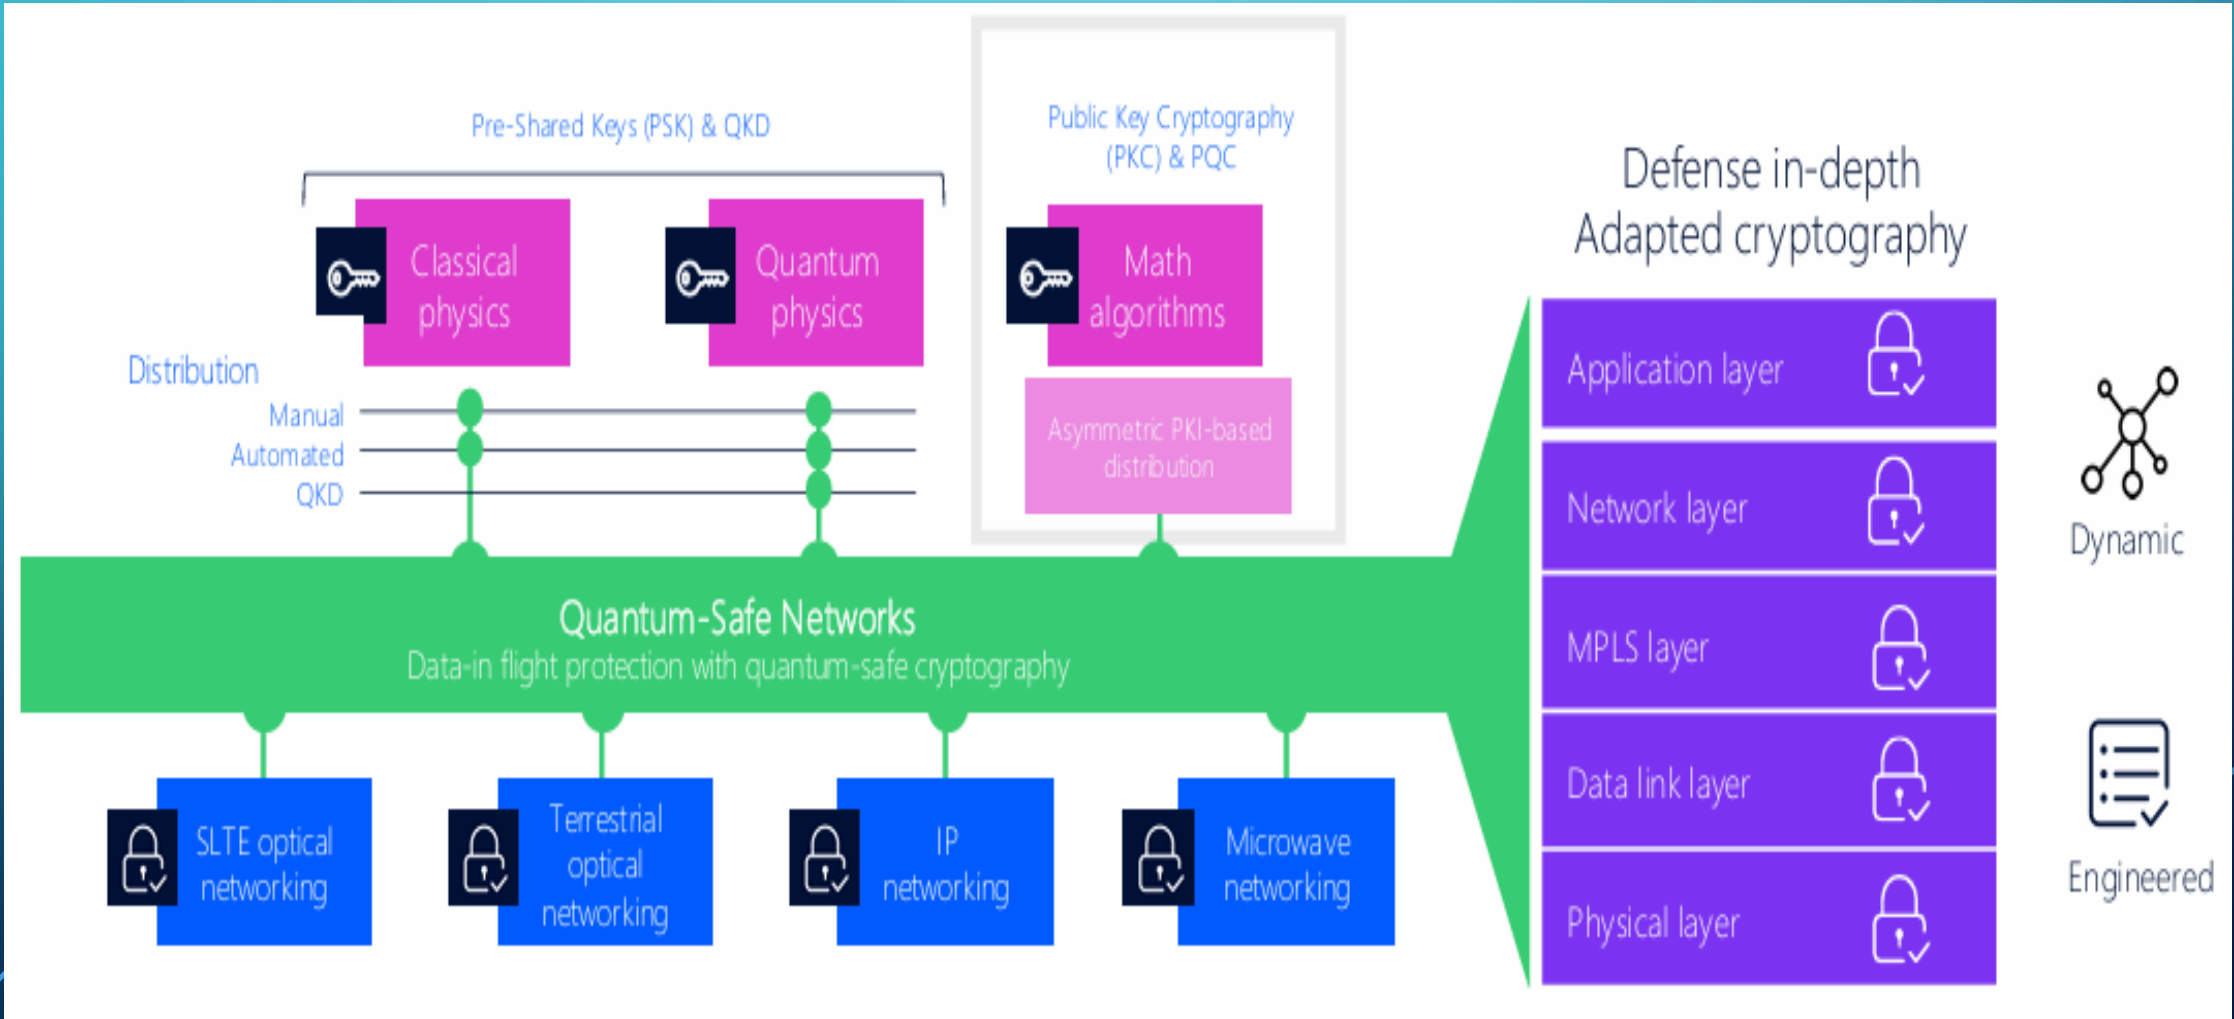 Pre-Shared Keys (PSK) & QKD
Public Key Cryptography
(PKC) & PQC
Classical
physics
Quantum
physics
Math
algorithms
Distribution
Manual
Automated
QKD
Asymmetric PKI-based
distribution
Quantum-Safe Networks
Data-in flight protection with quantum-safe cryptography
SLTE optical
networking
Terrestrial
optical
networking
IP
networking
Microwave
networking
Defense in-depth
Adapted cryptography
Application layer
Network layer
MPLS layer
Data link layer
Physical layer
Dynamic
Engineered